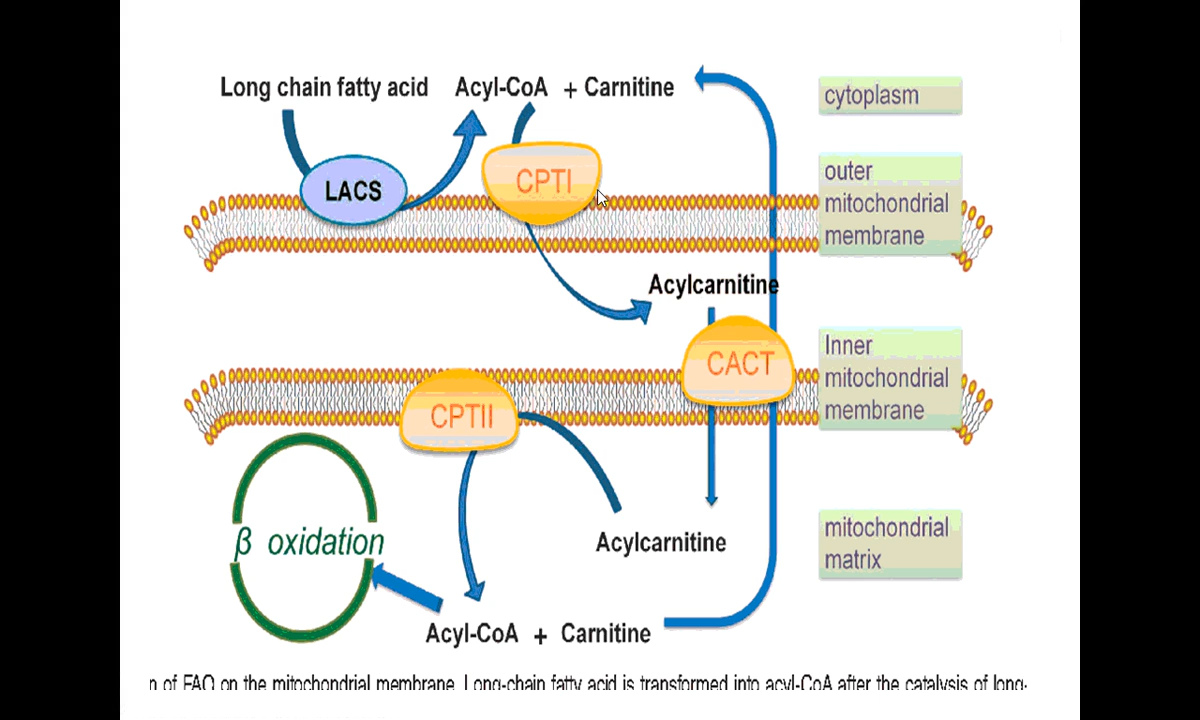 Long chain fatty acid Acyl-CoA + Carnitine
cytoplasm
LACS
CPTI
outer
mitochondrial
membrane
Acylcarnitine
CACT
Inner
mitochondrial
membrane
CPTII
β oxidation
Acylcarnitine
mitochondrial
matrix
Acyl-CoA + Carnitine
n of FAO on the mitochondrial membrane. Long-chain fatty acid is transformed into acyl-CoA after the catalysis of long-